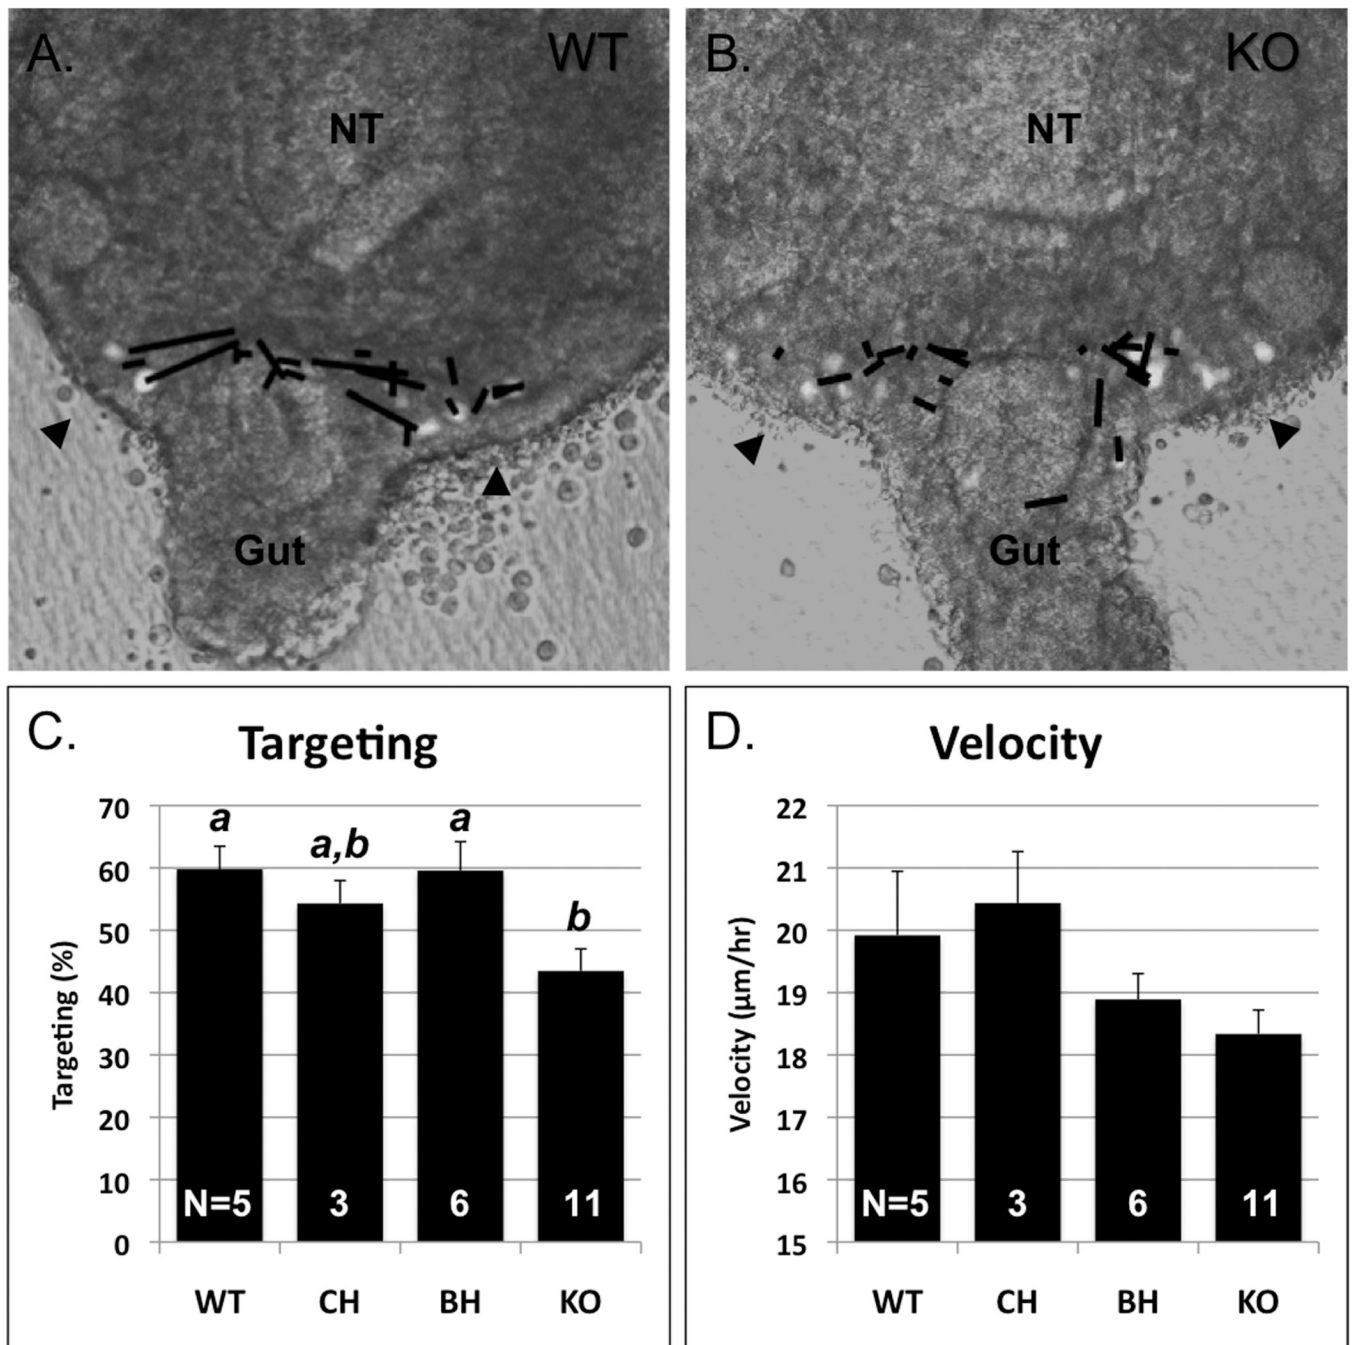 A. WT
NT
Gut
B. KO
NT
Gut
C.
Targeting
Targeting (%)
70
60
50
40
30
20
10
0
a
a,b
a
b
N=5 3 6 11
WT CH BH KO
D.
Velocity
Velocity (µm/hr)
22
21
20
19
18
17
16
15
N=5 3 6 11
WT CH BH KO